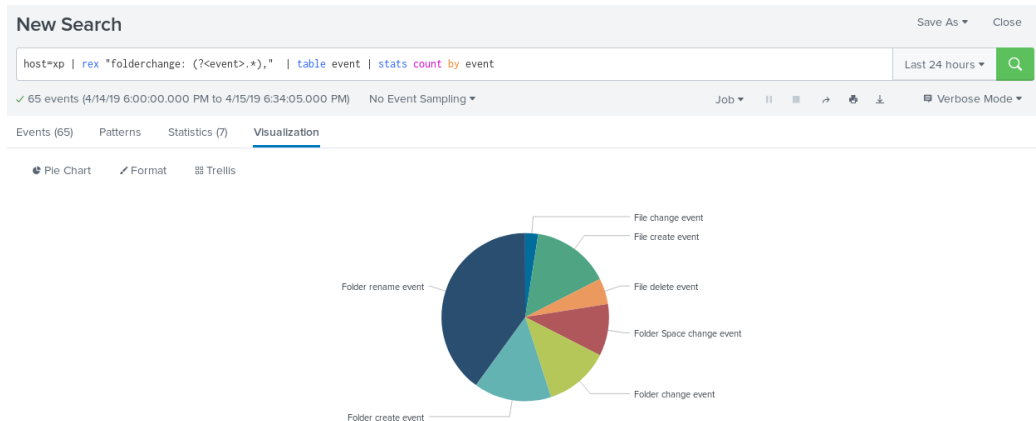 New Search
Save As
Close
host=xp | rex "folderchange: (?<event>.*)," | table event | stats count by event
Last 24 hours
65 events (4/14/19 6:00:00.000 PM to 4/15/19 6:34:05.000 PM)
No Event Sampling
Job
Verbose Mode
Events (65)
Patterns
Statistics (7)
Visualization
Pie Chart
Format
Trellis
File change event
File create event
Folder rename event
File delete event
Folder Space change event
Folder change event
Folder create event